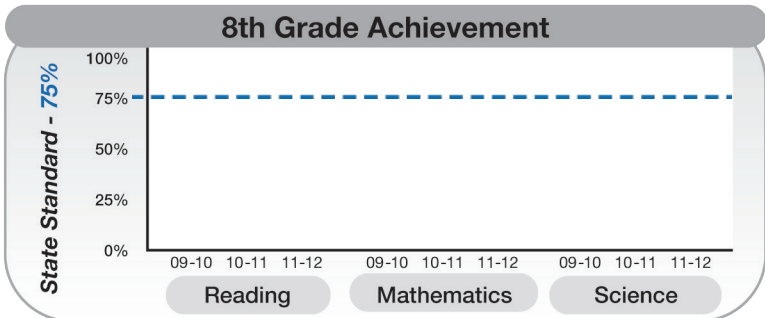 8th Grade Achievement
State Standard - 75%
100%
75%
50%
25%
0%
09-10 10-11 11-12 09-10 10-11 11-12 09-10 10-11 11-12
Reading Mathematics Science